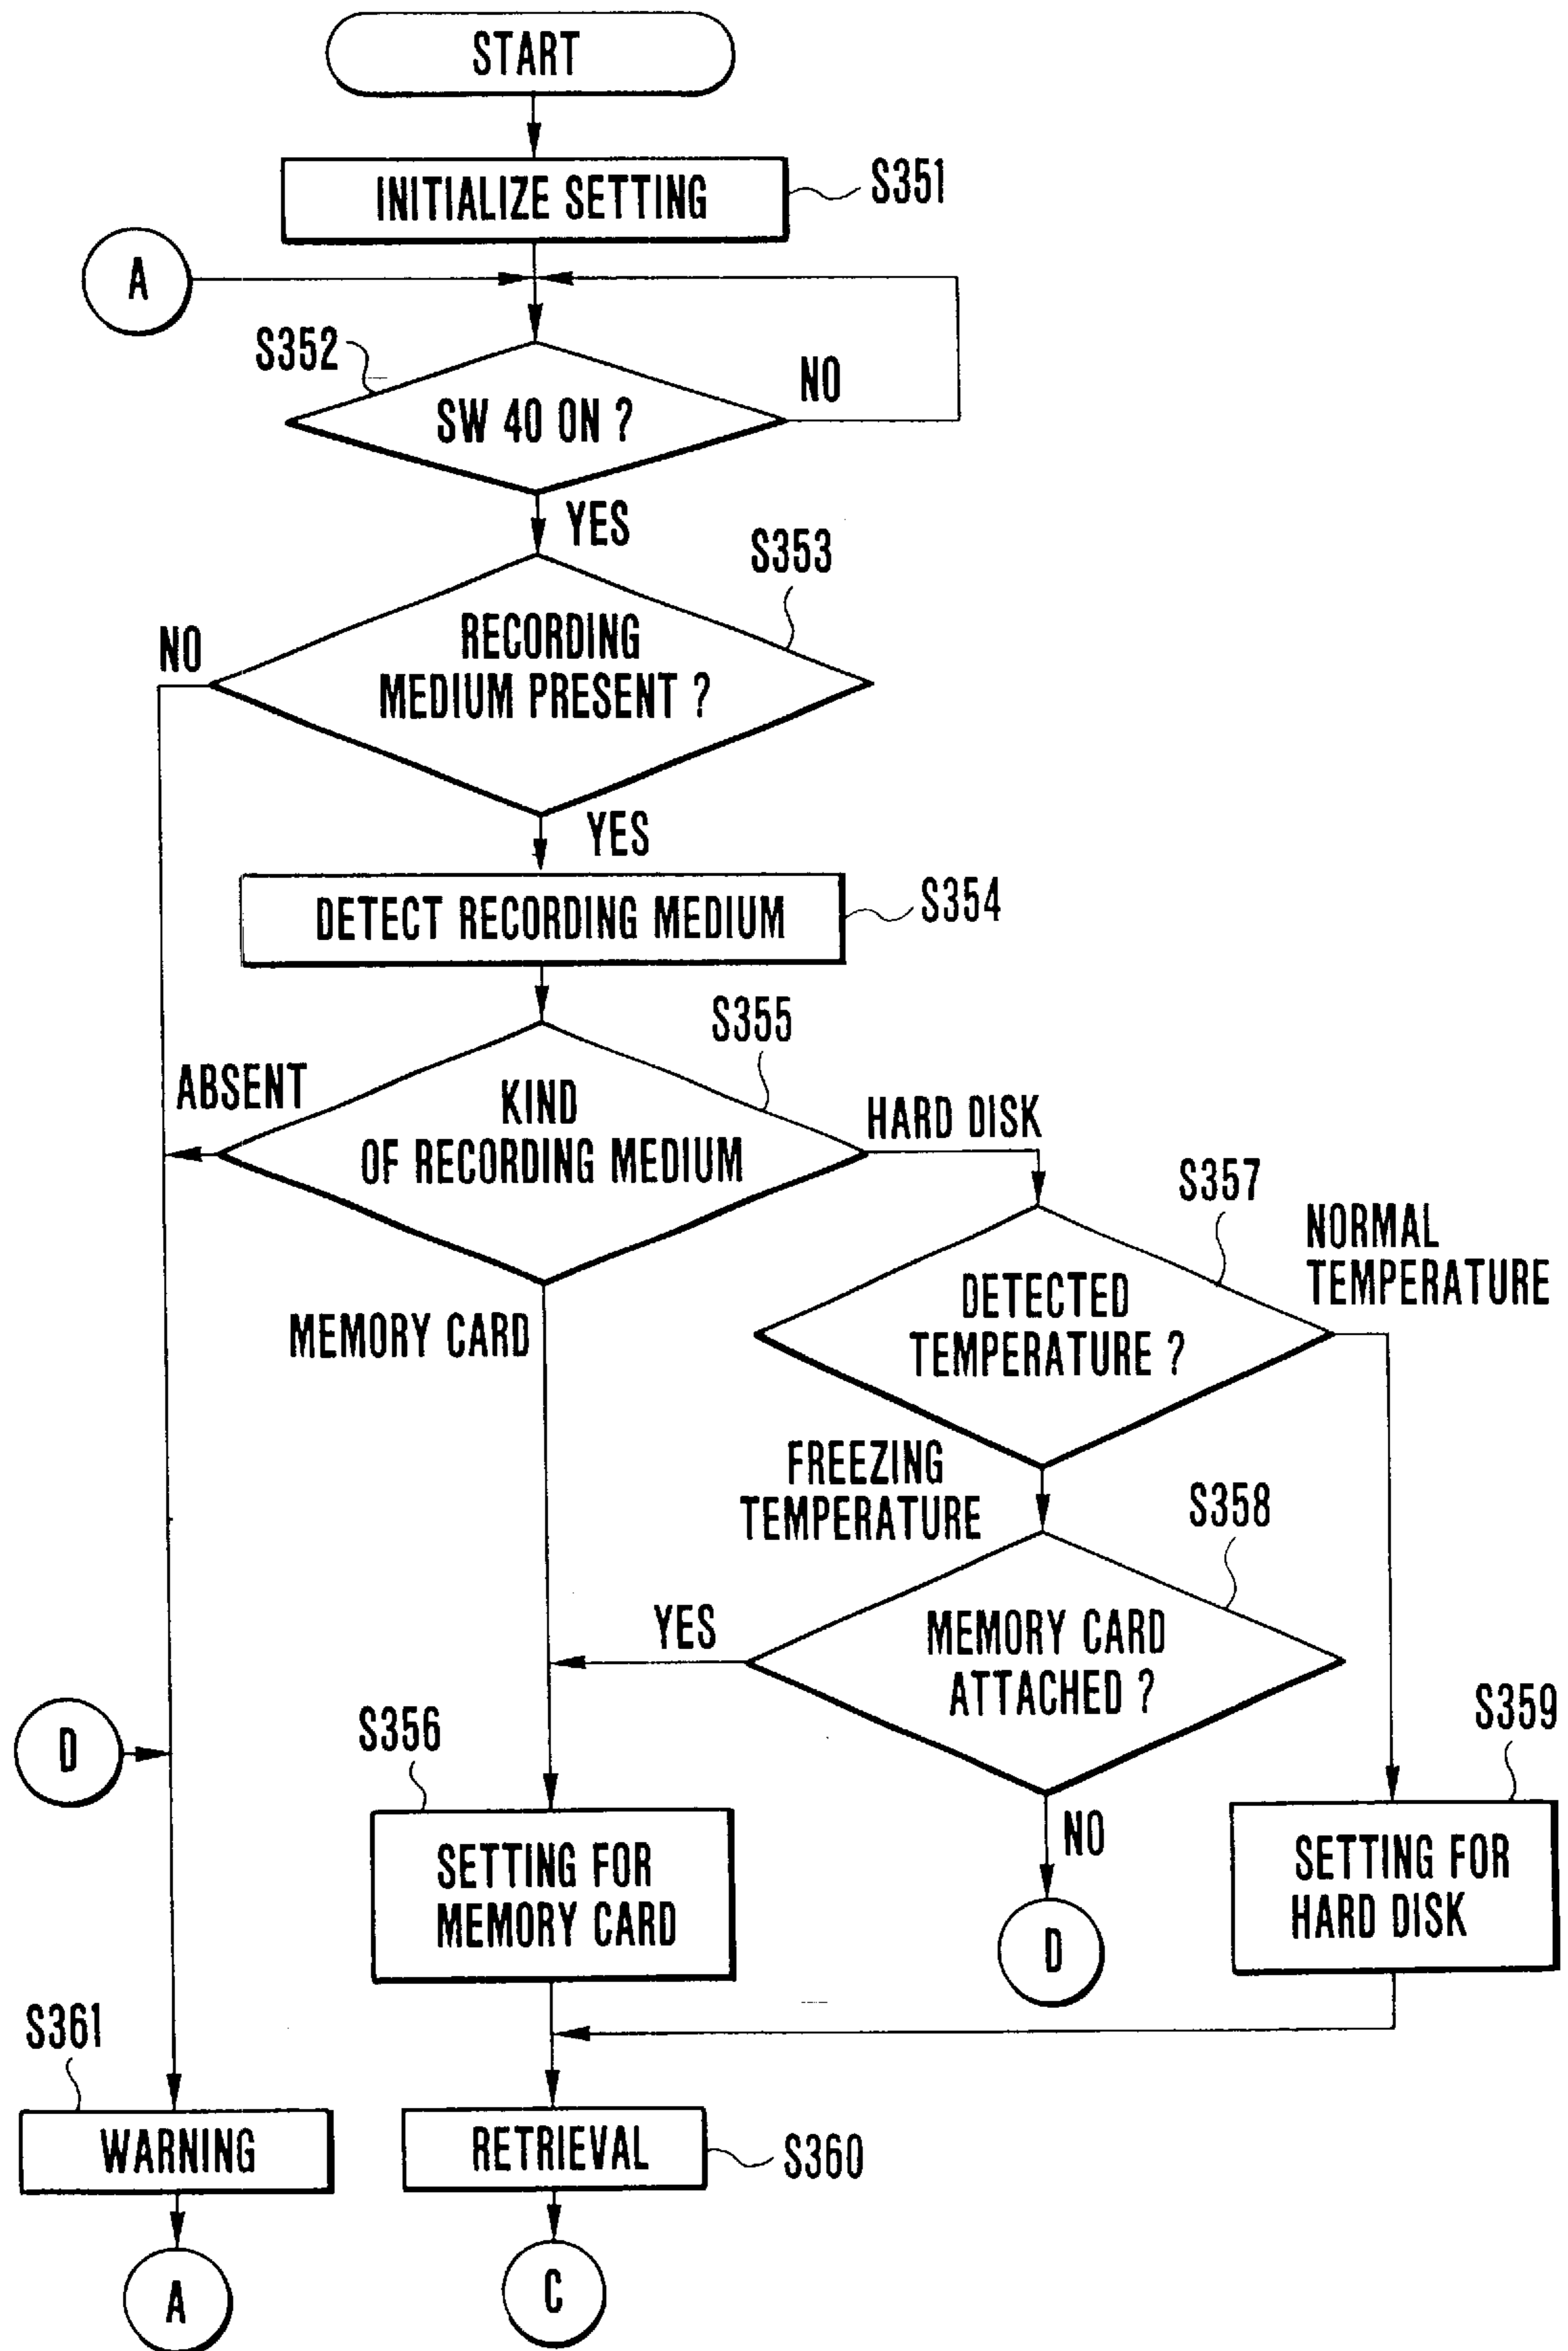 START
INITIALIZE SETTING
S351
A
S352
SW 40 ON ?
NO
YES
S353
RECORDING
MEDIUM PRESENT ?
NO
YES
DETECT RECORDING MEDIUM
S354
S355
ABSENT
KIND
OF RECORDING MEDIUM
HARD DISK
MEMORY CARD
S357
DETECTED
TEMPERATURE ?
NORMAL
TEMPERATURE
FREEZING
TEMPERATURE
S358
MEMORY CARD
ATTACHED ?
YES
NO
D
D
S356
SETTING FOR
MEMORY CARD
S359
SETTING FOR
HARD DISK
S361
WARNING
RETRIEVAL
S360
A
C